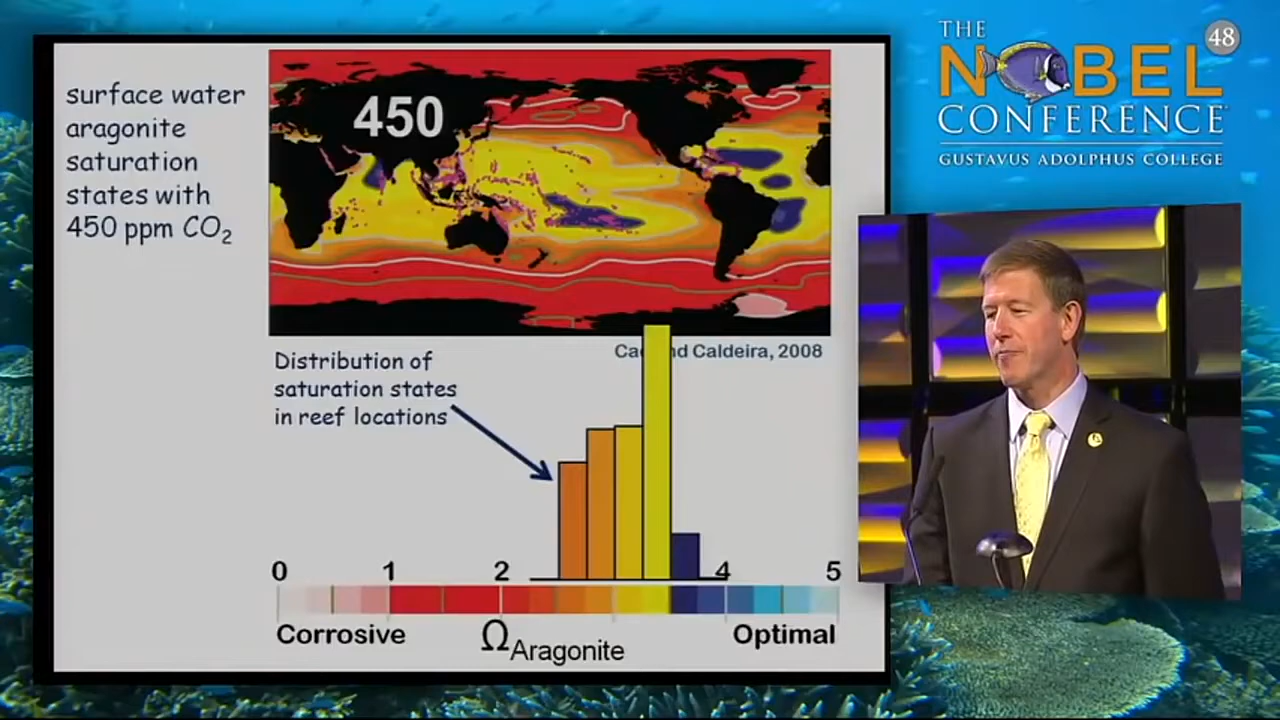 surface water
aragonite
saturation
states with
450 ppm CO₂
450
Distribution of
saturation states
in reef locations
Caldeira, 2008
0 1 2 4 5
Corrosive Ω Aragonite Optimal
THE
NOBEL 48
CONFERENCE
GUSTAVUS ADOLPHUS COLLEGE